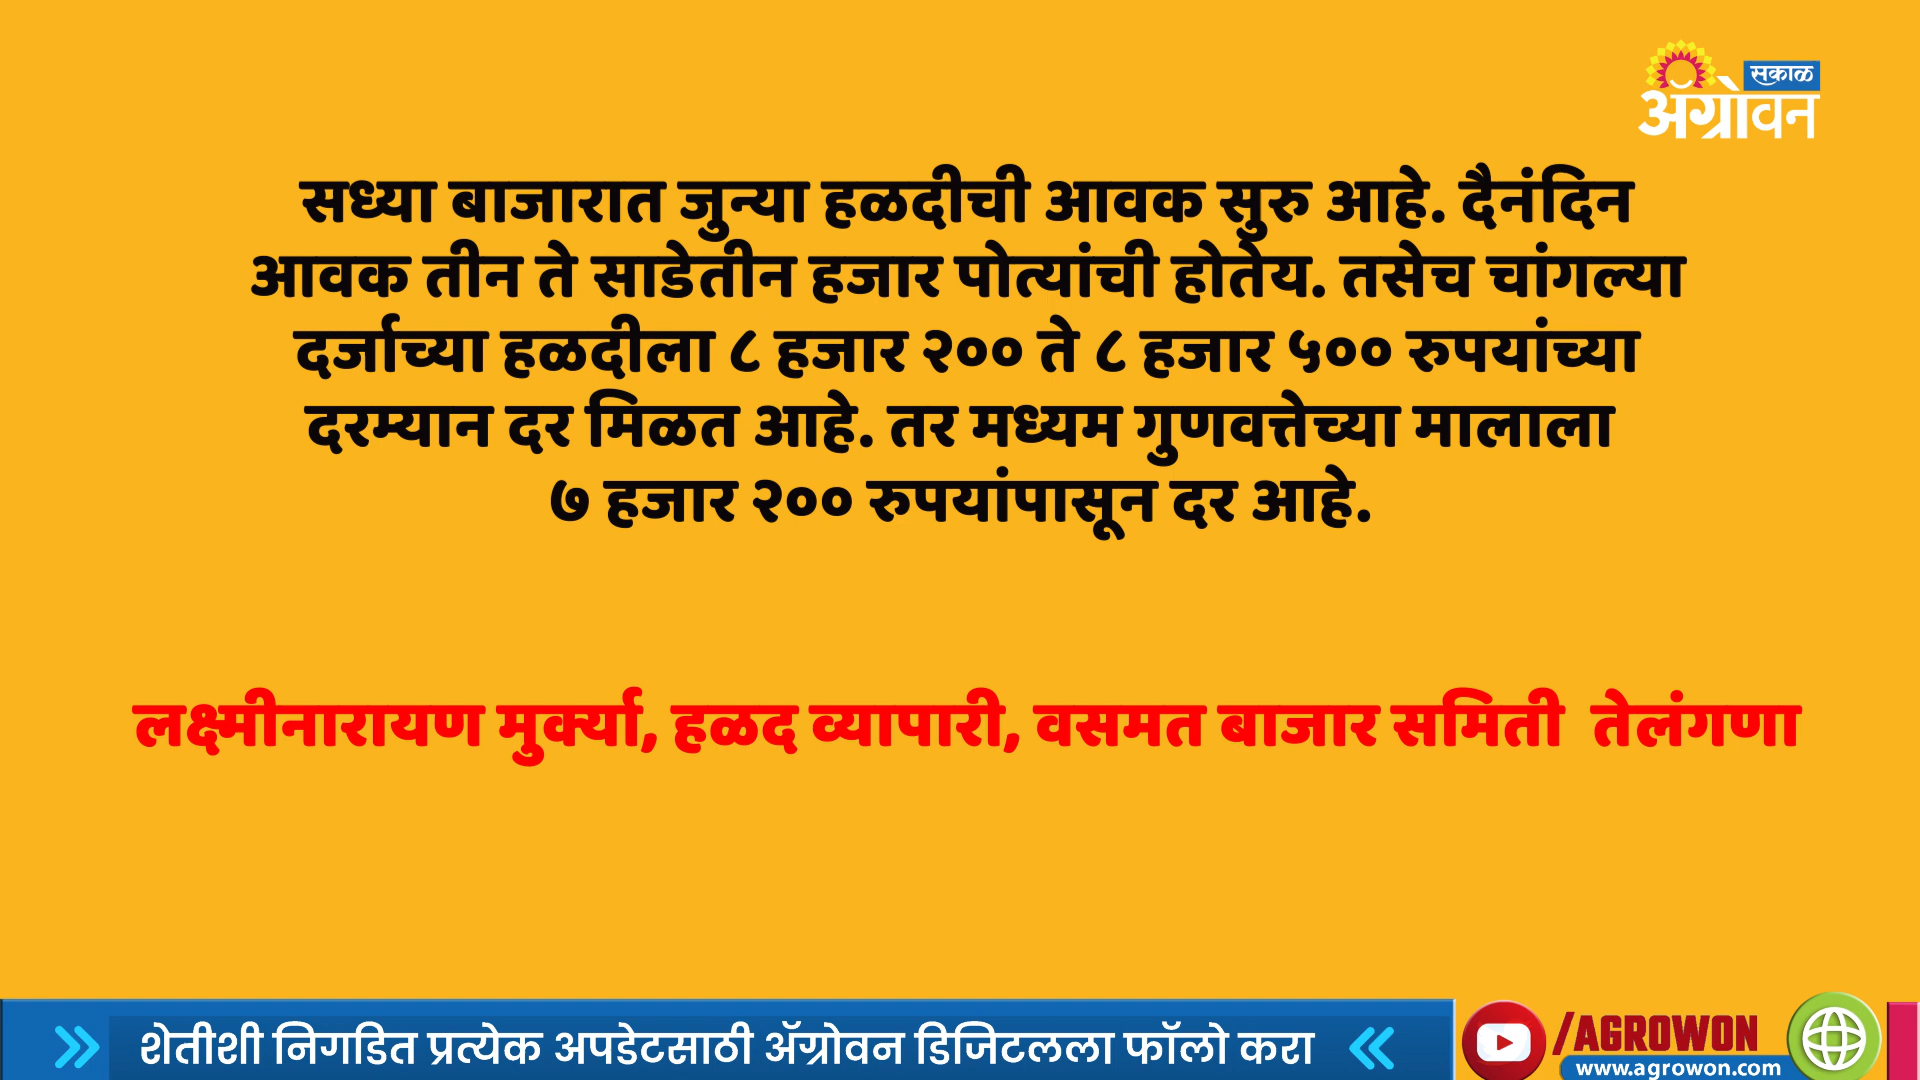 सकाळ
ॲग्रोवन
सध्या बाजारात जुन्या हळदीची आवक सुरु आहे. दैनंदिन
आवक तीन ते साडेतीन हजार पोत्यांची होतेय. तसेच चांगल्या
दर्जाच्या हळदीला ८ हजार २०० ते ८ हजार ५०० रुपयांच्या
दरम्यान दर मिळत आहे. तर मध्यम गुणवत्तेच्या मालाला
७ हजार २०० रुपयांपासून दर आहे.
लक्ष्मीनारायण मुर्क्या, हळद व्यापारी, वसमत बाजार समिती तेलंगणा
शेतीशी निगडित प्रत्येक अपडेटसाठी ॲग्रोवन डिजिटलला फॉलो करा
/AGROWON
www.agrowon.com